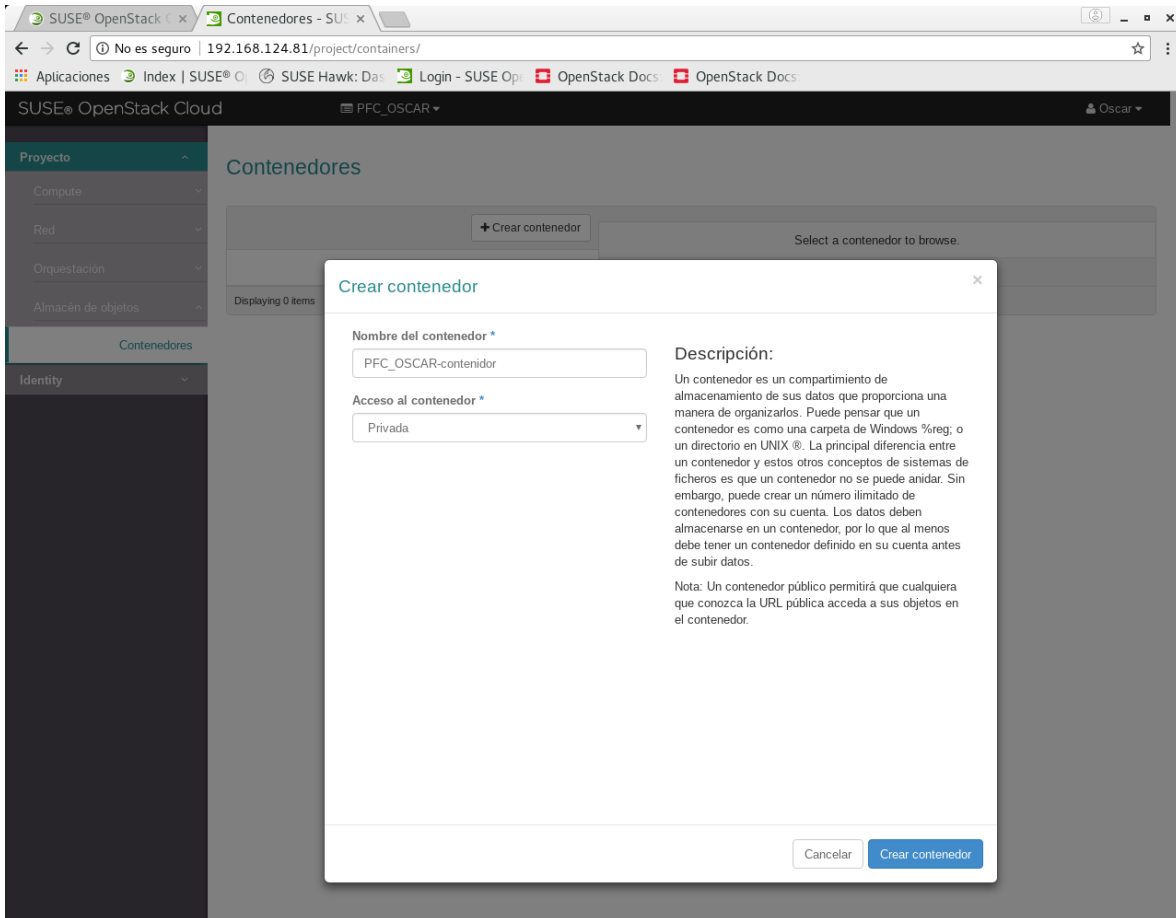 SUSE® OpenStack C
Contenedores - SUS
No es seguro | 192.168.124.81/project/containers/
Aplicaciones Index | SUSE® O SUSE Hawk: Das Login - SUSE Ope OpenStack Docs: OpenStack Docs:
SUSE® OpenStack Cloud PFC_OSCAR Oscar
Proyecto
Compute
Red
Orquestación
Almacén de objetos
Contenedores
Identity
Contenedores
+ Crear contenedor
Select a contenedor to browse.
Displaying 0 items
Crear contenedor ×
Nombre del contenedor *
PFC_OSCAR-contenidor
Acceso al contenedor *
Privada
Descripción:
Un contenedor es un compartimiento de
almacenamiento de sus datos que proporciona una
manera de organizarlos. Puede pensar que un
contenedor es como una carpeta de Windows %reg; o
un directorio en UNIX ®. La principal diferencia entre
un contenedor y estos otros conceptos de sistemas de
ficheros es que un contenedor no se puede anidar. Sin
embargo, puede crear un número ilimitado de
contenedores con su cuenta. Los datos deben
almacenarse en un contenedor, por lo que al menos
debe tener un contenedor definido en su cuenta antes
de subir datos.
Nota: Un contenedor público permitirá que cualquiera
que conozca la URL pública acceda a sus objetos en
el contenedor.
Cancelar Crear contenedor